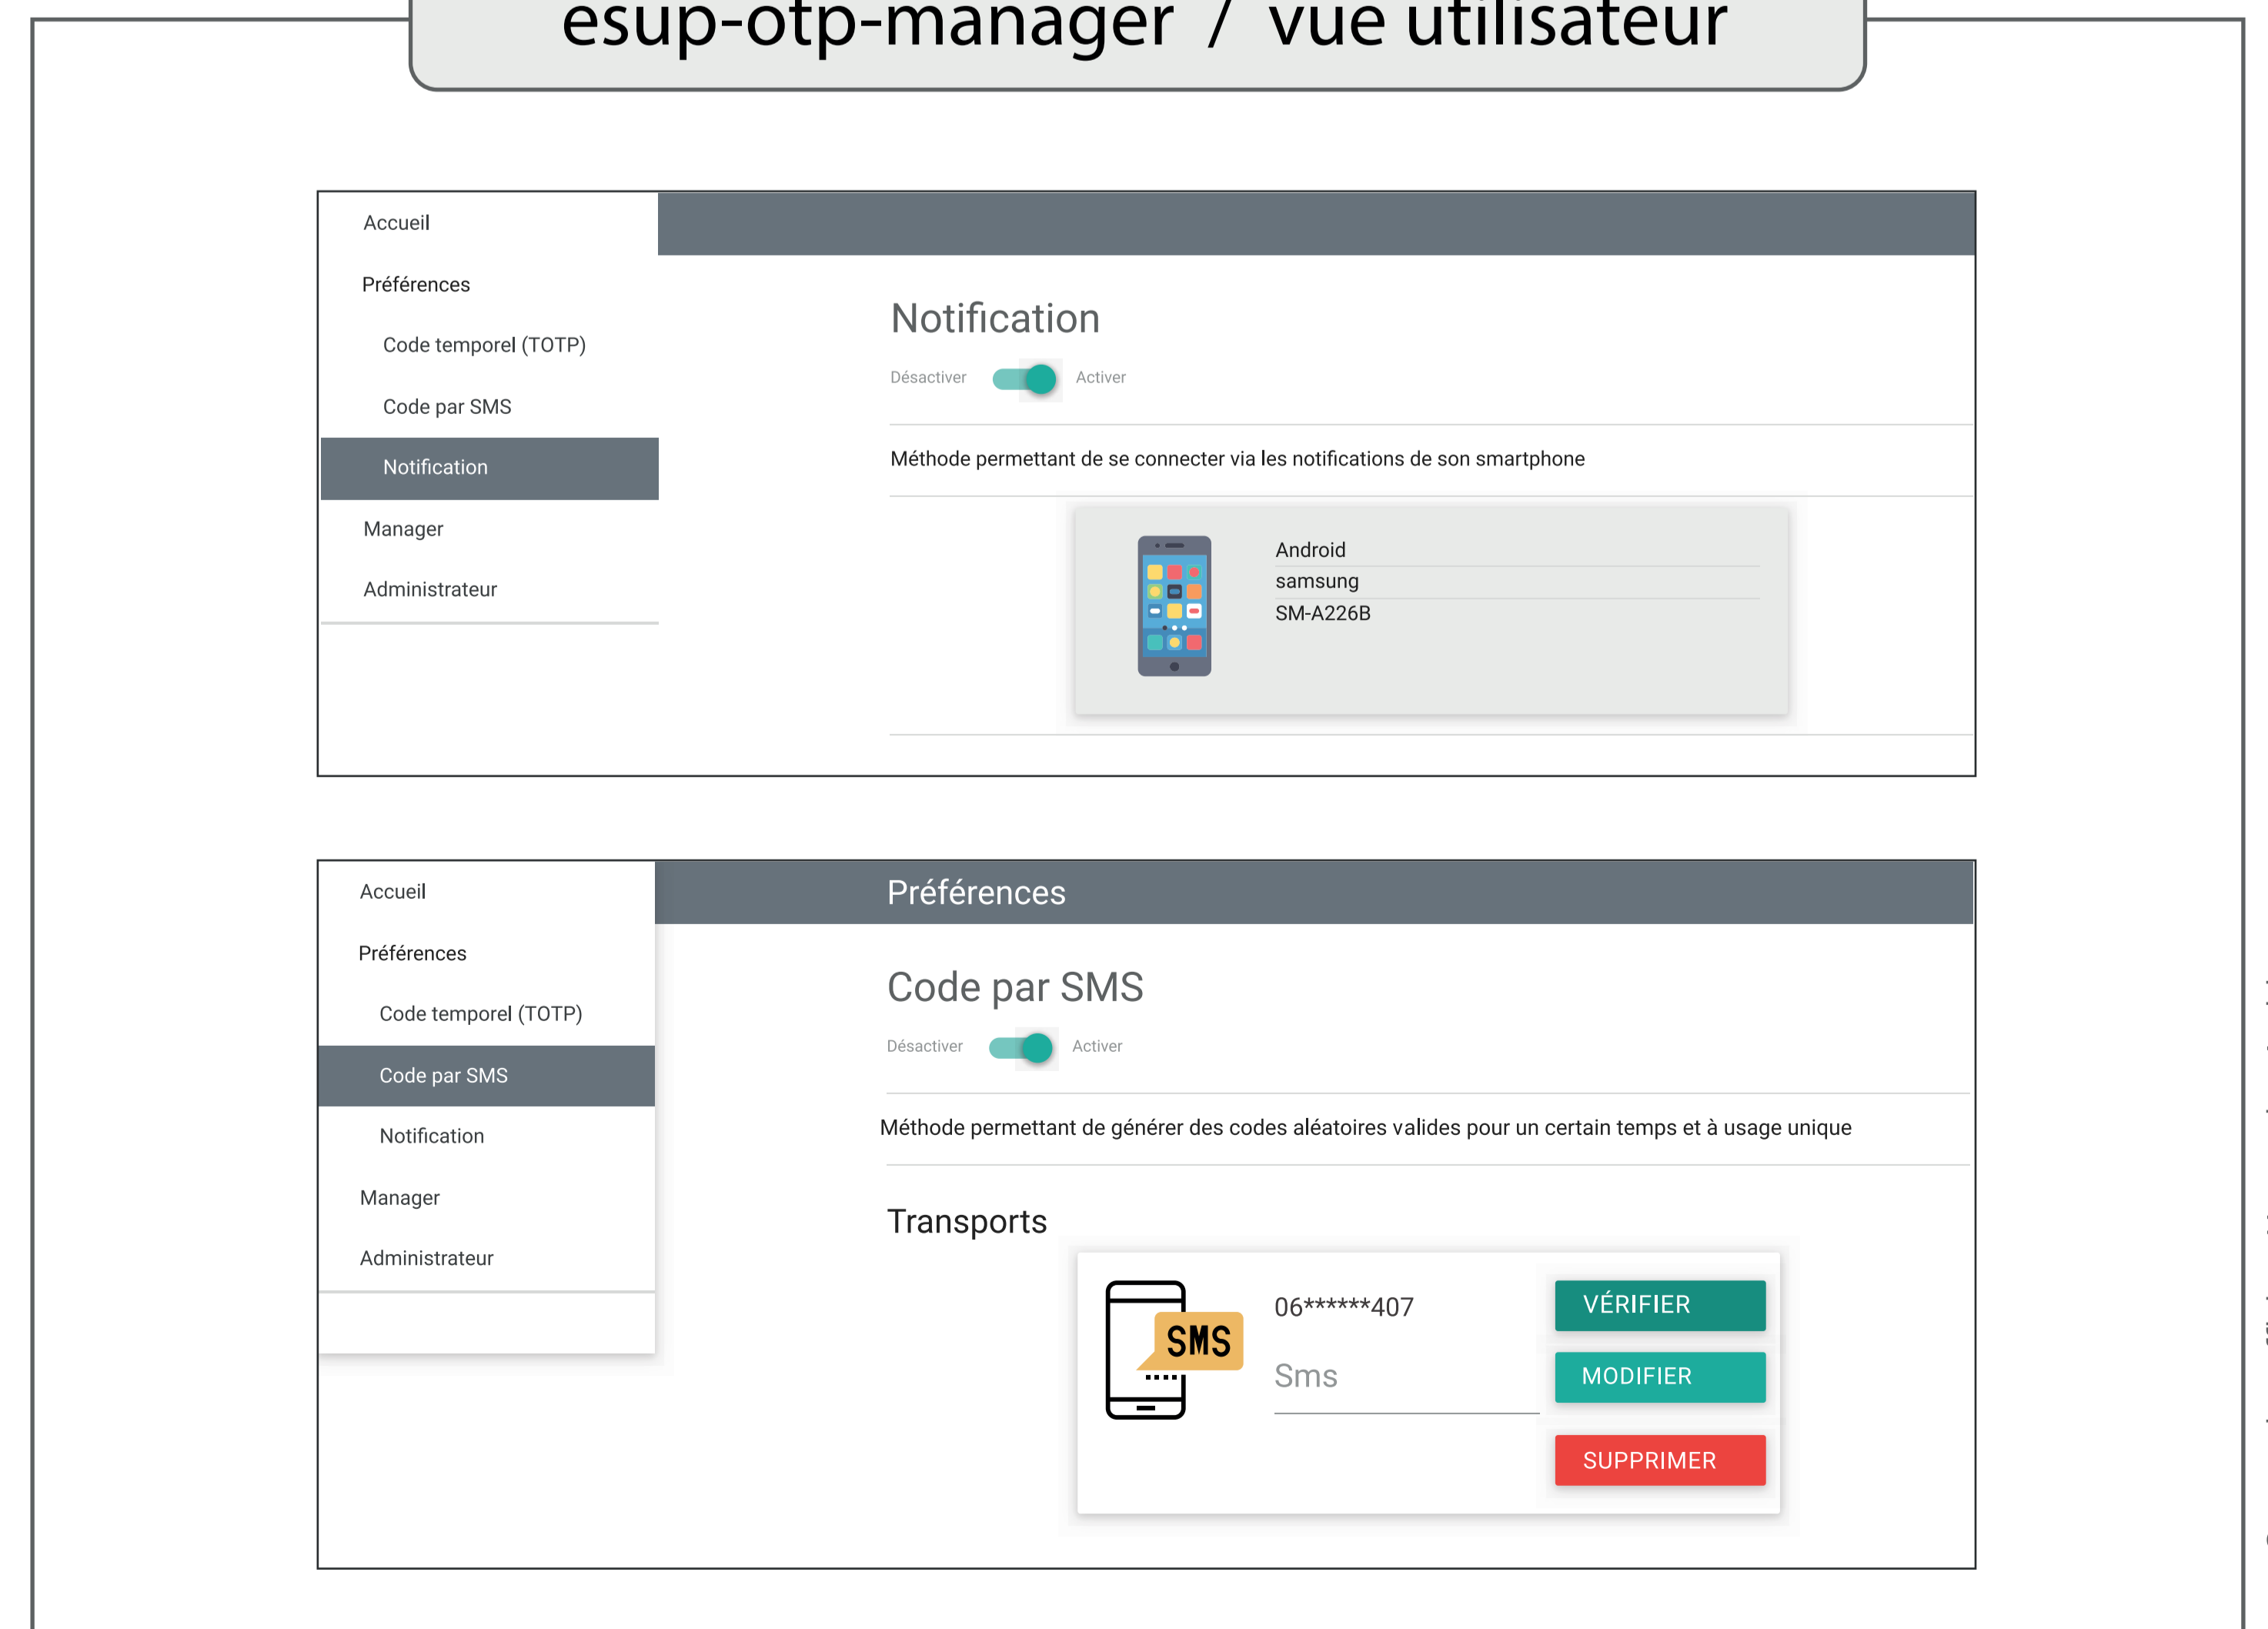 esup-otp-manager / vue utilisateur
Accueil
Préférences
Code temporel (TOTP)
Code par SMS
Notification
Manager
Administrateur
Notification
Désactiver Activer
Méthode permettant de se connecter via les notifications de son smartphone
Android
samsung
SM-A226B
Accueil
Préférences
Code temporel (TOTP)
Code par SMS
Notification
Manager
Administrateur
Préférences
Code par SMS
Désactiver Activer
Méthode permettant de générer des codes aléatoires valides pour un certain temps et à usage unique
Transports
SMS
06******407
Sms
VÉRIFIER
MODIFIER
SUPPRIMER